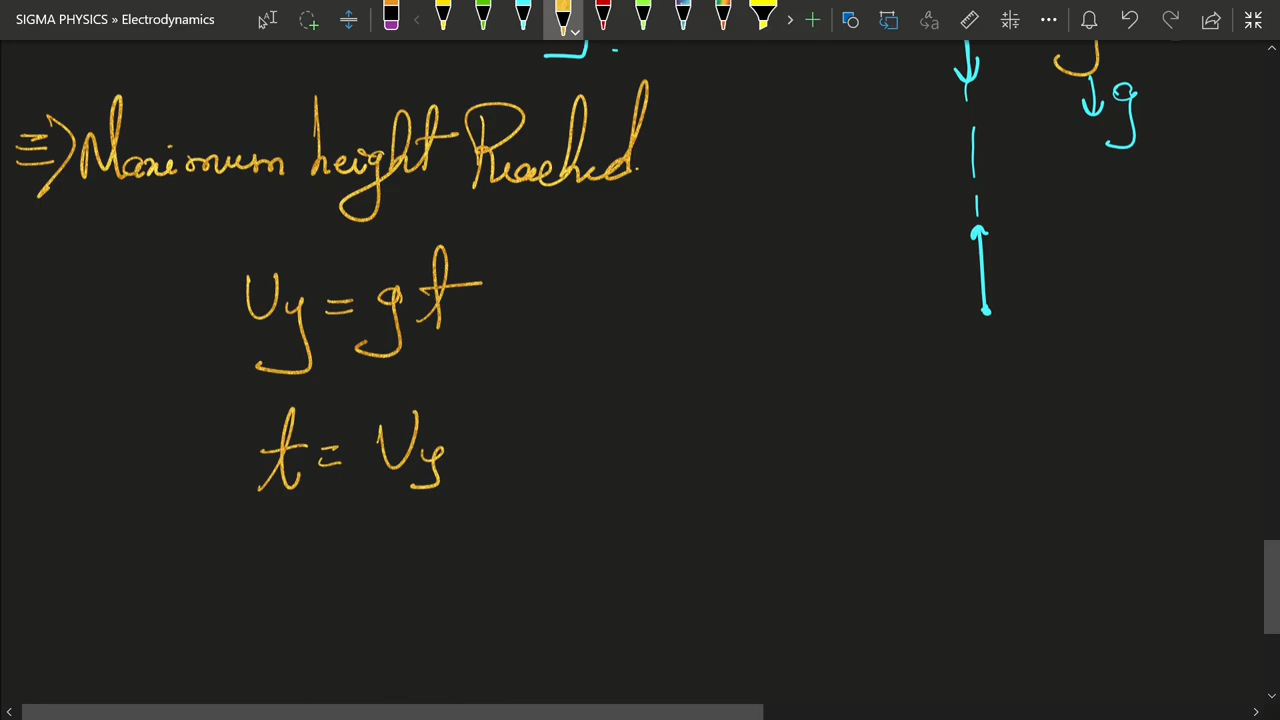 SIGMA PHYSICS » Electrodynamics
g
⇒ Maximum height Reached.
Uy = gt
t = Uy